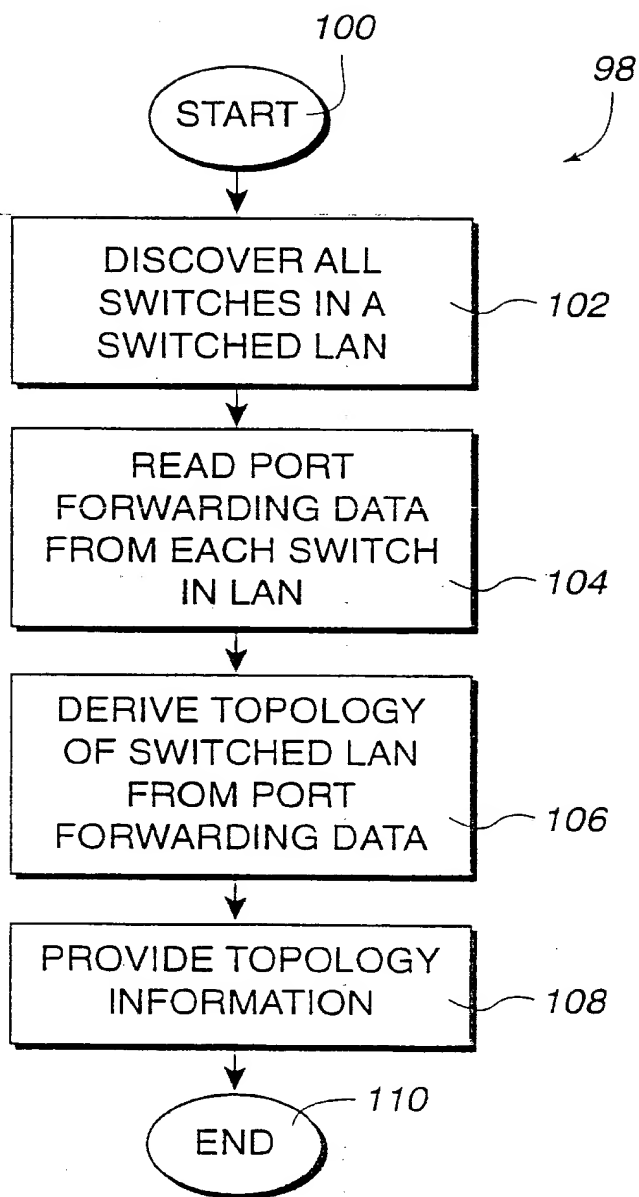 100
98
START
DISCOVER ALL
SWITCHES IN A
SWITCHED LAN
102
READ PORT
FORWARDING DATA
FROM EACH SWITCH
IN LAN
104
DERIVE TOPOLOGY
OF SWITCHED LAN
FROM PORT
FORWARDING DATA
106
PROVIDE TOPOLOGY
INFORMATION
108
110
END